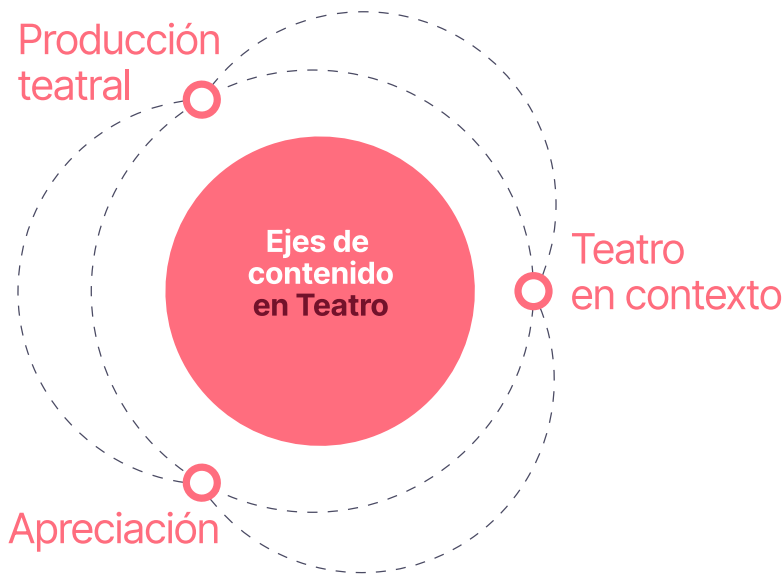 Producción
teatral
Ejes de
contenido
en Teatro
Teatro
en contexto
Apreciación